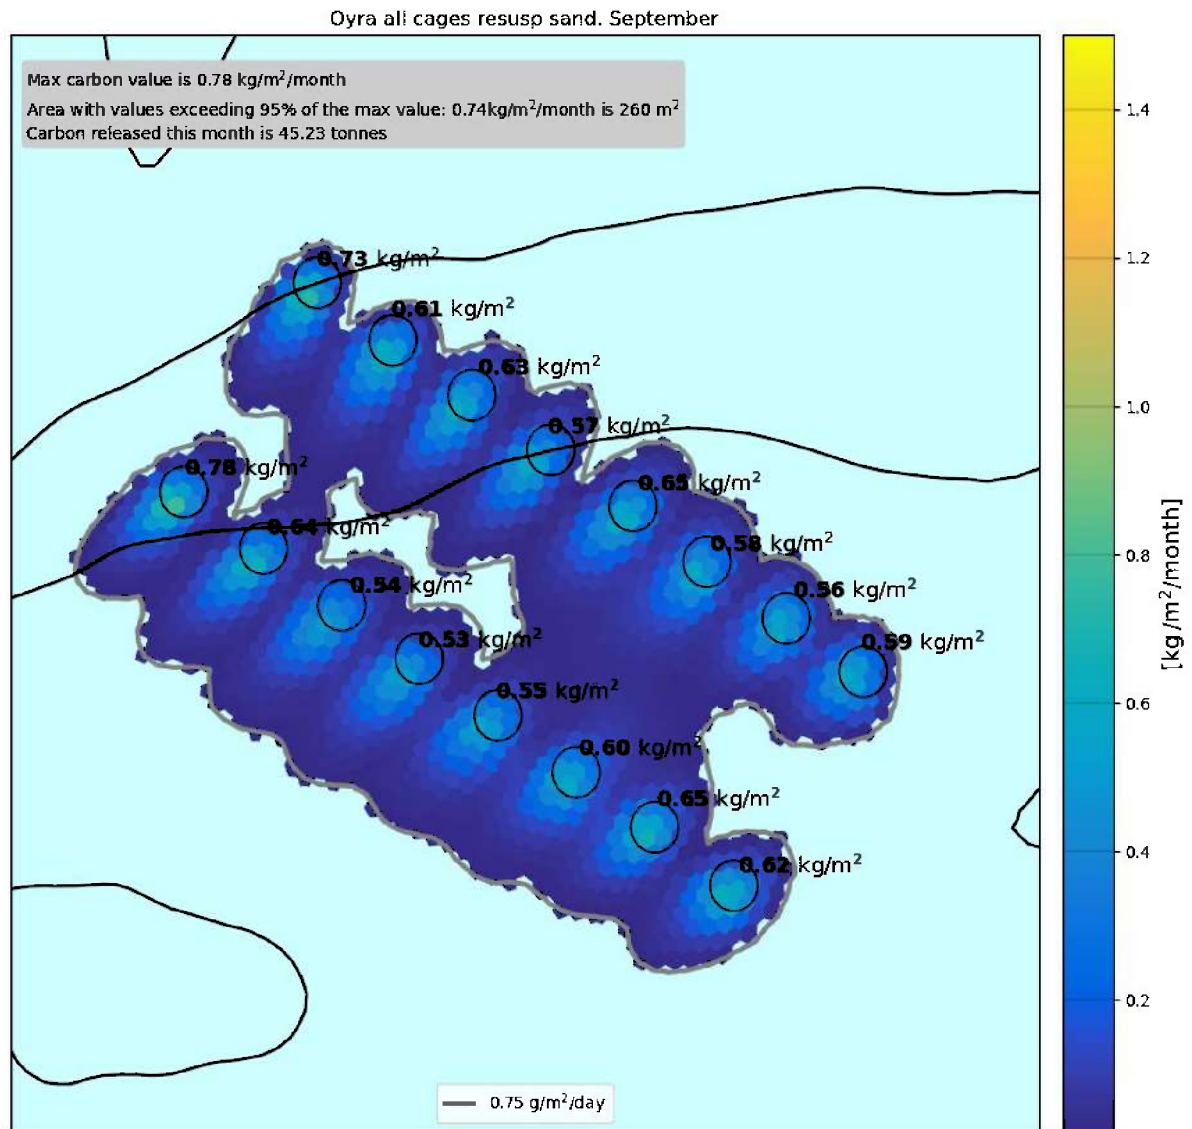 Oyra all cages resusp sand. September
Max carbon value is 0.78 kg/m²/month
Area with values exceeding 95% of the max value: 0.74kg/m²/month is 260 m²
Carbon released this month is 45.23 tonnes
0.73 kg/m²
0.61 kg/m²
0.63 kg/m²
0.57 kg/m²
0.78 kg/m²
0.65 kg/m²
0.64 kg/m²
0.58 kg/m²
0.54 kg/m²
0.56 kg/m²
0.53 kg/m²
0.59 kg/m²
0.55 kg/m²
0.60 kg/m²
0.65 kg/m²
0.62 kg/m²
0.75 g/m²/day
1.4
1.2
1.0
0.8
0.6
0.4
0.2
[kg/m²/month]